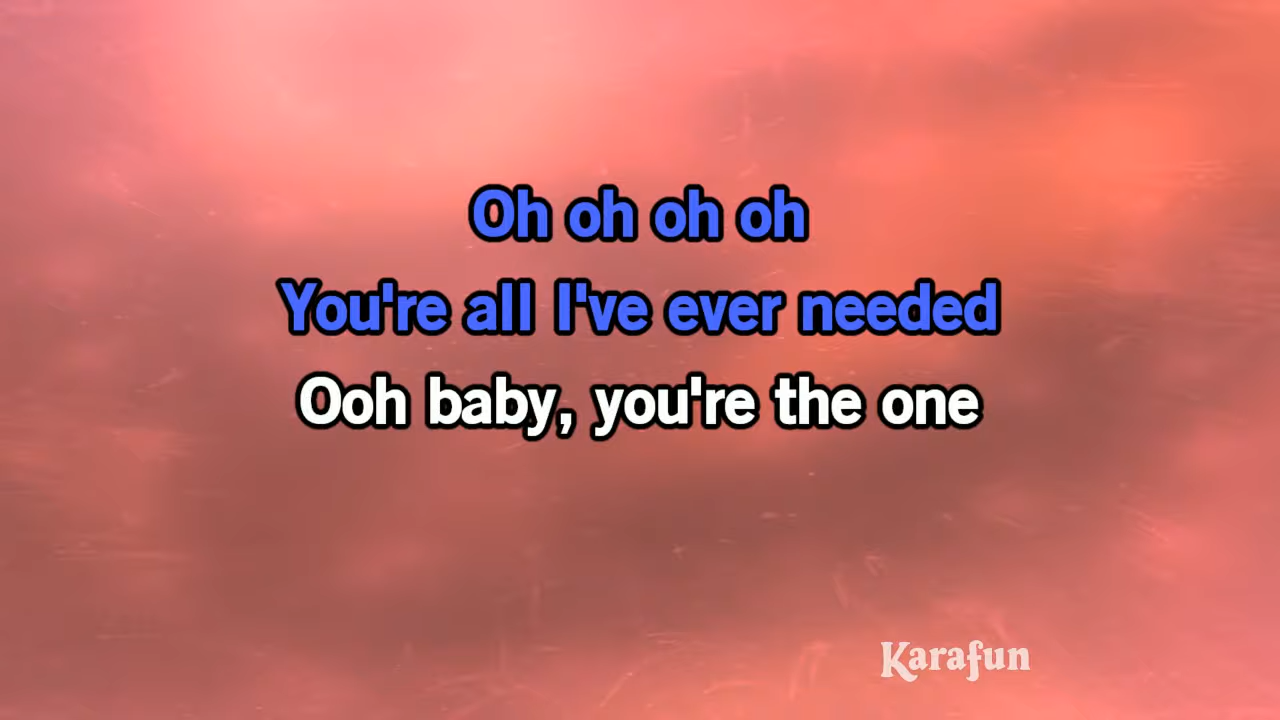 Oh oh oh oh
You're all I've ever needed
Ooh baby, you're the one
Karafun